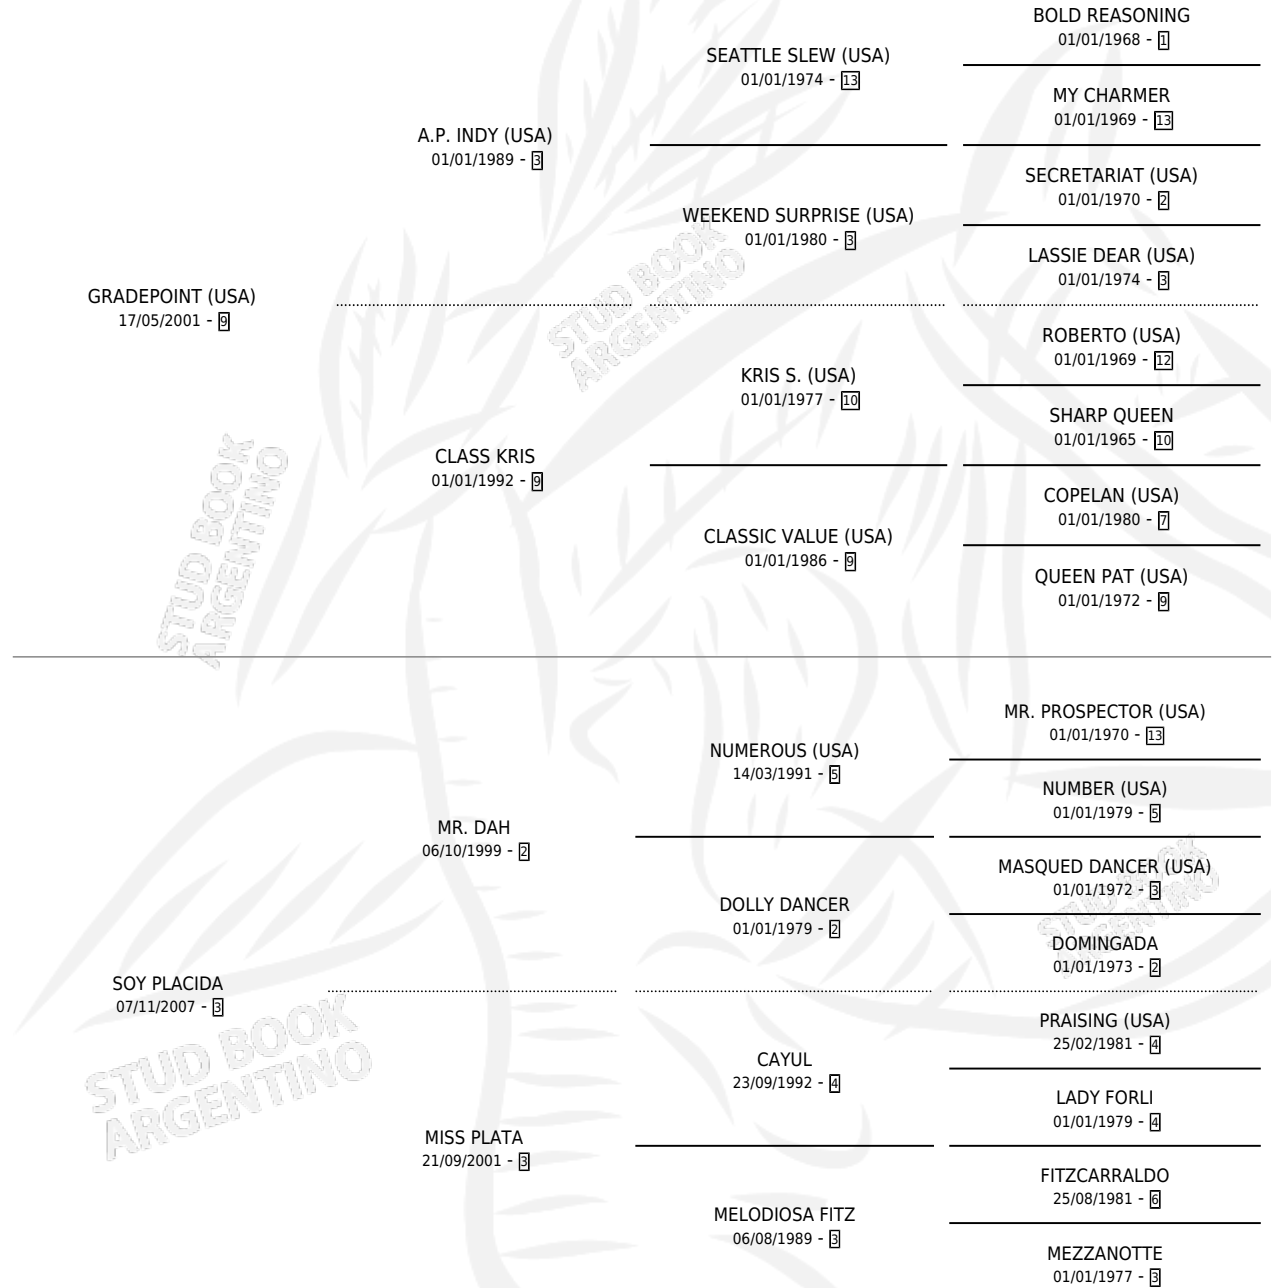 BOLD REASONING
01/01/1968 - 1
SEATTLE SLEW (USA)
01/01/1974 - 13
MY CHARMER
01/01/1969 - 13
A.P. INDY (USA)
01/01/1989 - 3
SECRETARIAT (USA)
01/01/1970 - 2
WEEKEND SURPRISE (USA)
01/01/1980 - 3
LASSIE DEAR (USA)
01/01/1974 - 3
GRADEPOINT (USA)
17/05/2001 - 9
STUD BOOK
ARGENTINO
ROBERTO (USA)
01/01/1969 - 12
KRIS S. (USA)
01/01/1977 - 10
SHARP QUEEN
01/01/1965 - 10
CLASS KRIS
01/01/1992 - 9
COPELAN (USA)
01/01/1980 - 7
CLASSIC VALUE (USA)
01/01/1986 - 9
QUEEN PAT (USA)
01/01/1972 - 9
STUD BOOK
ARGENTINO
MR. PROSPECTOR (USA)
01/01/1970 - 13
NUMEROUS (USA)
14/03/1991 - 5
NUMBER (USA)
01/01/1979 - 5
MR. DAH
06/10/1999 - 2
MASQUED DANCER (USA)
01/01/1972 - 3
DOLLY DANCER
01/01/1979 - 2
STUD BOOK
ARGENTINO
DOMINGADA
01/01/1973 - 2
SOY PLACIDA
07/11/2007 - 3
PRAISING (USA)
25/02/1981 - 4
CAYUL
23/09/1992 - 4
LADY FORLI
01/01/1979 - 4
STUD BOOK
ARGENTINO
MISS PLATA
21/09/2001 - 3
FITZCARRALDO
25/08/1981 - 6
MELODIOSA FITZ
06/08/1989 - 3
MEZZANOTTE
01/01/1977 - 3